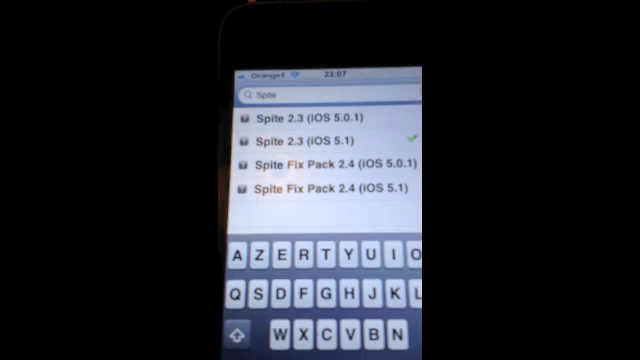 Orange F 23:07
Spite
Spite 2.3 (iOS 5.0.1)
Spite 2.3 (iOS 5.1)
Spite Fix Pack 2.4 (iOS 5.0.1)
Spite Fix Pack 2.4 (iOS 5.1)
A Z E R T Y U I O
Q S D F G H J K L
W X C V B N